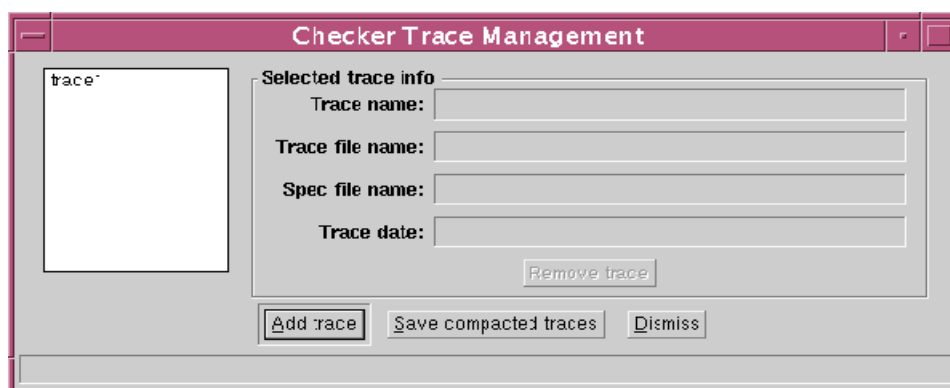 Checker Trace Management
trace1
Selected trace info
Trace name:
Trace file name:
Spec file name:
Trace date:
Remove trace
Add trace
Save compacted traces
Dismiss